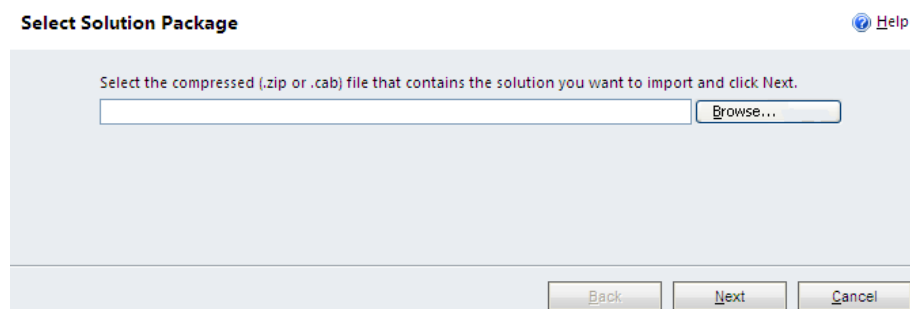 Select Solution Package
Help
Select the compressed (.zip or .cab) file that contains the solution you want to import and click Next.
Browse...
Back
Next
Cancel